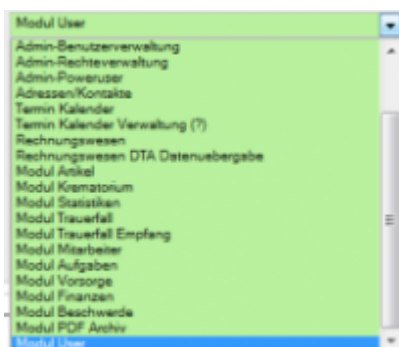 Modul User
Admin-Benutzerverwaltung
Admin-Rechteverwaltung
Admin-Poweruser
Adressen/Kontakte
Termin Kalender
Termin Kalender Verwaltung (?)
Rechnungswesen
Rechnungswesen DTA Datenuebergabe
Modul Artikel
Modul Krematorium
Modul Statistiken
Modul Trauerfall
Modul Trauerfall Empfang
Modul Mitarbeiter
Modul Aufgaben
Modul Vorsorge
Modul Finanzen
Modul Beschwerde
Modul PDF Archiv
Modul User